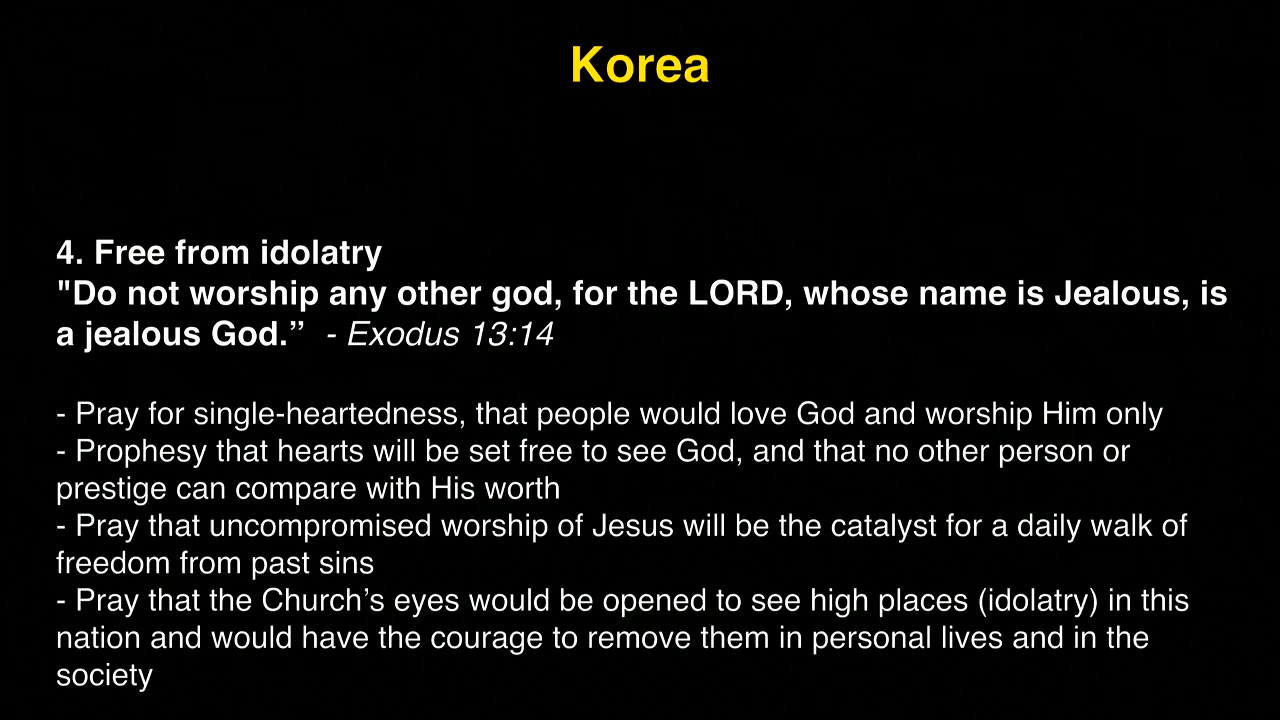 Korea
4. Free from idolatry
"Do not worship any other god, for the LORD, whose name is Jealous, is
a jealous God.” - Exodus 13:14
- Pray for single-heartedness, that people would love God and worship Him only
- Prophesy that hearts will be set free to see God, and that no other person or
prestige can compare with His worth
- Pray that uncompromised worship of Jesus will be the catalyst for a daily walk of
freedom from past sins
- Pray that the Church’s eyes would be opened to see high places (idolatry) in this
nation and would have the courage to remove them in personal lives and in the
society